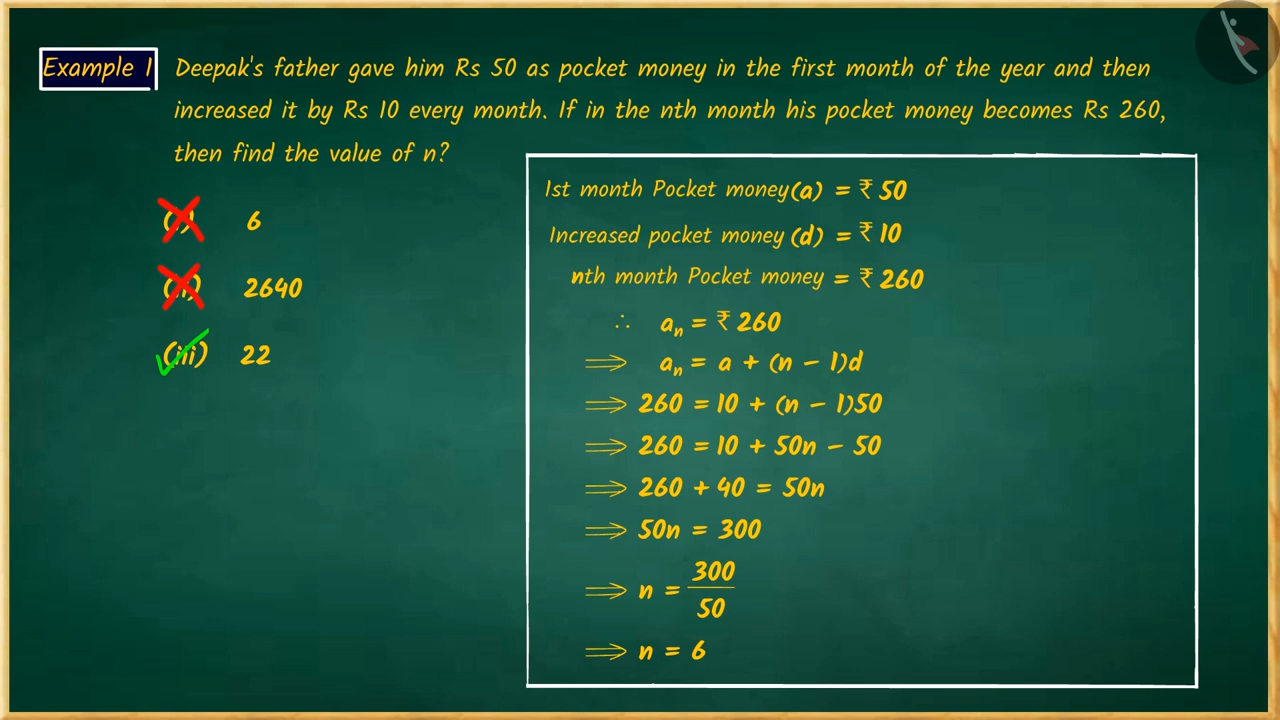 Example 1 Deepak's father gave him Rs 50 as pocket money in the first month of the year and then
increased it by Rs 10 every month. If in the nth month his pocket money becomes Rs 260,
then find the value of n?
(i) 6
(ii) 2640
(iii) 22
1st month Pocket money(a) = ₹ 50
Increased pocket money (d) = ₹ 10
nth month Pocket money = ₹ 260
∴ aₙ = ₹ 260
⟹ aₙ = a + (n − 1)d
⟹ 260 = 10 + (n − 1)50
⟹ 260 = 10 + 50n − 50
⟹ 260 + 40 = 50n
⟹ 50n = 300
⟹ n = 300/50
⟹ n = 6